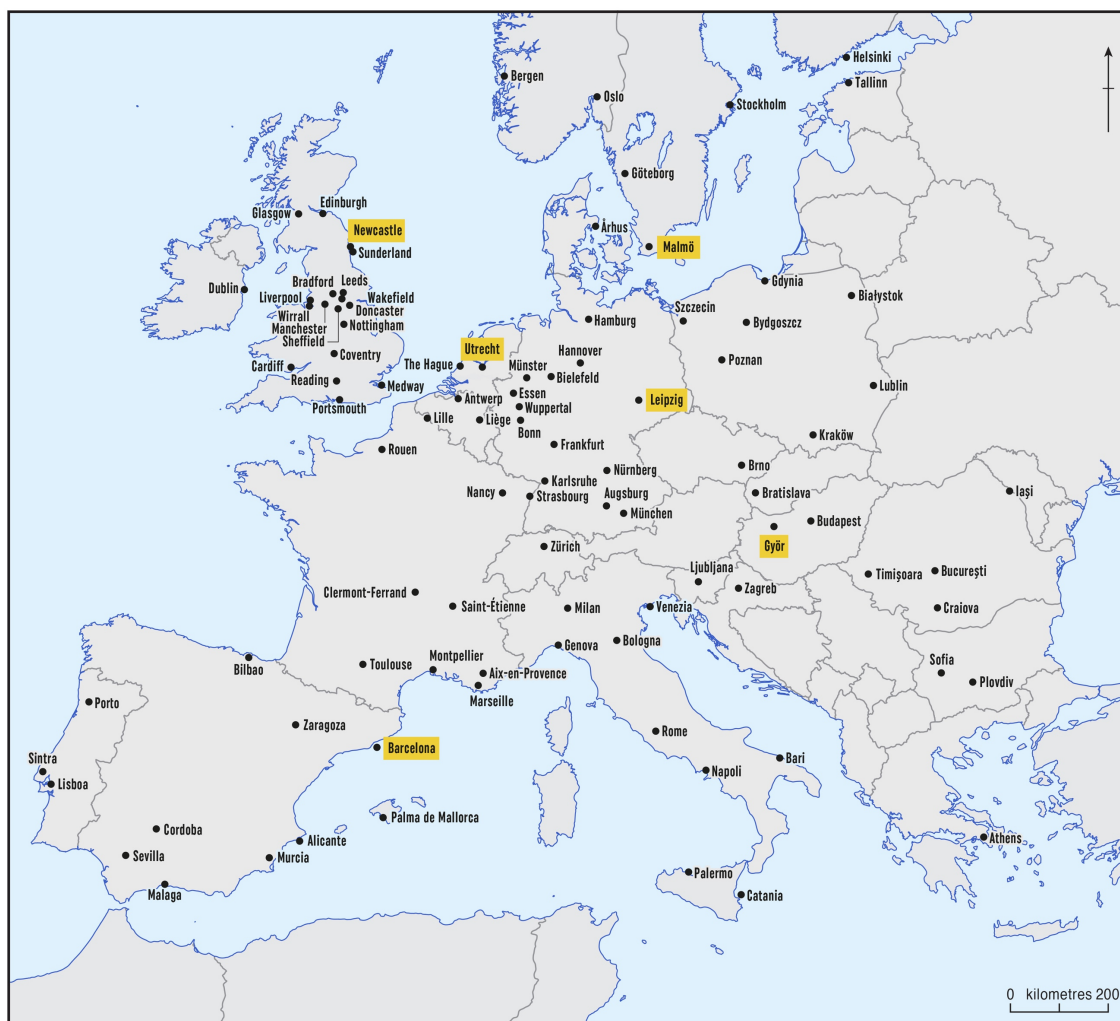 Helsinki
Tallinn
Bergen
Oslo
Stockholm
Göteborg
Edinburgh
Glasgow
Newcastle
Sunderland
Århus
Malmö
Dublin
Bradford
Leeds
Liverpool
Wakefield
Wirrall
Doncaster
Manchester
Nottingham
Sheffield
Gdynia
Białystok
Szczecin
Hamburg
Bydgoszcz
Coventry
Utrecht
The Hague
Hannover
Poznan
Cardiff
Münster
Bielefeld
Reading
Medway
Lublin
Portsmouth
Antwerp
Essen
Wuppertal
Leipzig
Lille
Liège
Bonn
Kraków
Rouen
Frankfurt
Brno
Nürnberg
Karlsruhe
Nancy
Strasbourg
Augsburg
Bratislava
Iaşi
München
Budapest
Zürich
Györ
Ljubljana
Timişoara
Bucureşti
Zagreb
Clermont-Ferrand
Saint-Étienne
Milan
Venezia
Craiova
Genova
Bologna
Montpellier
Toulouse
Bilbao
Aix-en-Provence
Sofia
Plovdiv
Marseille
Porto
Zaragoza
Rome
Barcelona
Sintra
Bari
Lisboa
Napoli
Palma de Mallorca
Cordoba
Alicante
Athens
Sevilla
Murcia
Palermo
Malaga
Catania
0 kilometres 200